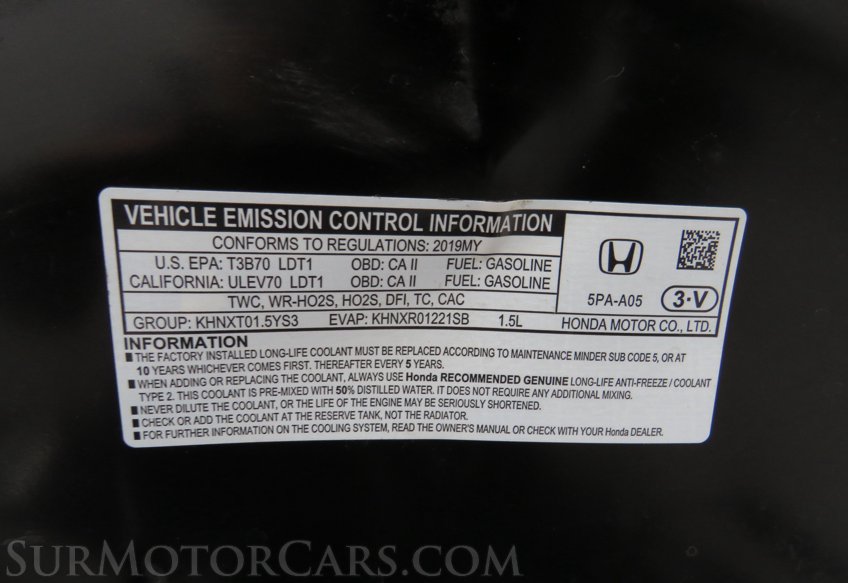 VEHICLE EMISSION CONTROL INFORMATION
CONFORMS TO REGULATIONS: 2019MY
U.S. EPA: T3B70 LDT1 OBD: CA II FUEL: GASOLINE
CALIFORNIA: ULEV70 LDT1 OBD: CA II FUEL: GASOLINE
TWC, WR-HO2S, HO2S, DFI, TC, CAC
GROUP: KHNXT01.5YS3 EVAP: KHNXR01221SB 1.5L
5PA-A05 3·V
HONDA MOTOR CO., LTD.
INFORMATION
■ THE FACTORY INSTALLED LONG-LIFE COOLANT MUST BE REPLACED ACCORDING TO MAINTENANCE MINDER SUB CODE 5, OR AT
10 YEARS WHICHEVER COMES FIRST. THEREAFTER EVERY 5 YEARS.
■ WHEN ADDING OR REPLACING THE COOLANT, ALWAYS USE Honda RECOMMENDED GENUINE LONG-LIFE ANTI-FREEZE / COOLANT
TYPE 2. THIS COOLANT IS PRE-MIXED WITH 50% DISTILLED WATER. IT DOES NOT REQUIRE ANY ADDITIONAL MIXING.
■ NEVER DILUTE THE COOLANT, OR THE LIFE OF THE ENGINE MAY BE SERIOUSLY SHORTENED.
■ CHECK OR ADD THE COOLANT AT THE RESERVE TANK, NOT THE RADIATOR.
■ FOR FURTHER INFORMATION ON THE COOLING SYSTEM, READ THE OWNER'S MANUAL OR CHECK WITH YOUR Honda DEALER.
SURMOTORCARS.COM